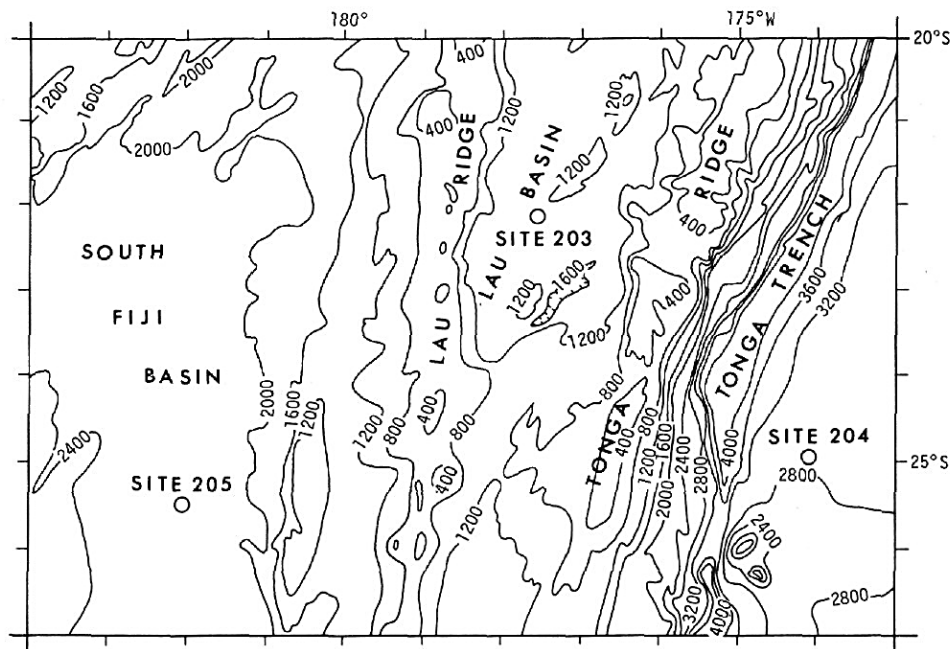 180°
175°W
20°S
400
2000
1200
1600
2000
400
1200
1200
400
RIDGE
LAU BASIN
1200
RIDGE
400
SITE 203
SOUTH
FIJI
BASIN
1200
1600
1200
1400
TONGA TRENCH
3600
3200
LAU
2000
1600
1200
1200
800
400
800
800
TONGA
400
800
1200
1600
2000
2400
2800
4000
SITE 204
2800
25°S
2400
SITE 205
400
1200
2400
3200
4000
2800